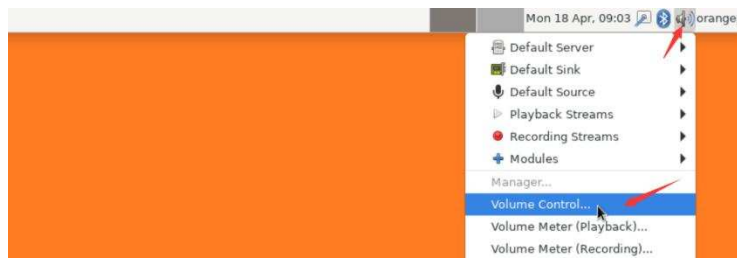 Mon 18 Apr, 09:03 orange
Default Server
Default Sink
Default Source
Playback Streams
Recording Streams
Modules
Manager...
Volume Control...
Volume Meter (Playback)...
Volume Meter (Recording)...